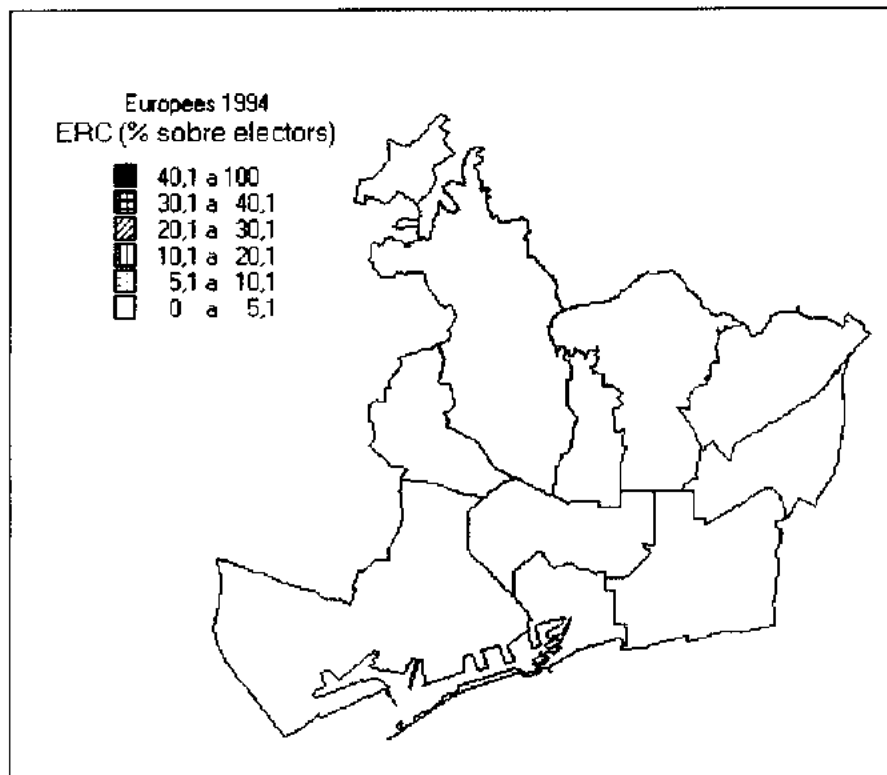 Europees 1994
ERC (% sobre electors)
40,1 a 100
30,1 a 40,1
20,1 a 30,1
10,1 a 20,1
5,1 a 10,1
0 a 5,1